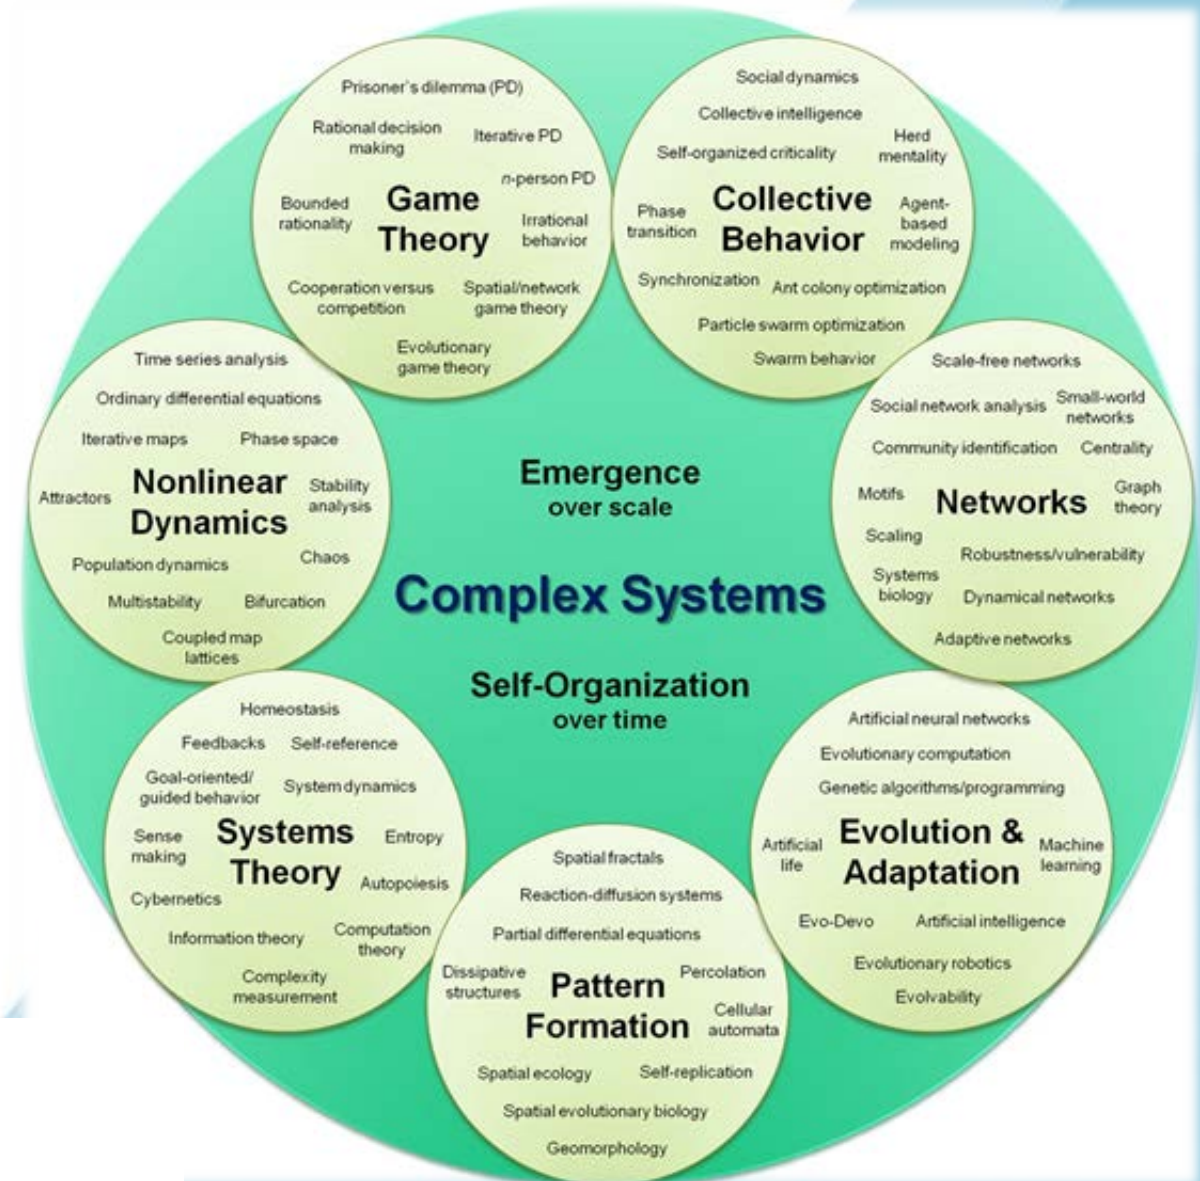 Prisoner's dilemma (PD)
Rational decision
making
Iterative PD
n-person PD
Bounded
rationality
Game
Theory
Irrational
behavior
Cooperation versus
competition
Spatial/network
game theory
Evolutionary
game theory
Social dynamics
Collective intelligence
Herd
mentality
Self-organized criticality
Phase
transition
Collective
Behavior
Agent-
based
modeling
Synchronization
Ant colony optimization
Particle swarm optimization
Swarm behavior
Time series analysis
Ordinary differential equations
Iterative maps
Phase space
Attractors
Nonlinear
Dynamics
Stability
analysis
Population dynamics
Chaos
Multistability
Bifurcation
Coupled map
lattices
Emergence
over scale
Complex Systems
Self-Organization
over time
Scale-free networks
Social network analysis
Small-world
networks
Community identification
Centrality
Motifs
Networks
Graph
theory
Scaling
Robustness/vulnerability
Systems
biology
Dynamical networks
Adaptive networks
Homeostasis
Feedbacks
Self-reference
Goal-oriented/
guided behavior
System dynamics
Sense
making
Systems
Theory
Entropy
Autopoiesis
Cybernetics
Information theory
Computation
theory
Complexity
measurement
Spatial fractals
Reaction-diffusion systems
Partial differential equations
Dissipative
structures
Pattern
Formation
Percolation
Cellular
automata
Spatial ecology
Self-replication
Spatial evolutionary biology
Geomorphology
Artificial neural networks
Evolutionary computation
Genetic algorithms/programming
Artificial
life
Evolution &
Adaptation
Machine
learning
Evo-Devo
Artificial intelligence
Evolutionary robotics
Evolvability